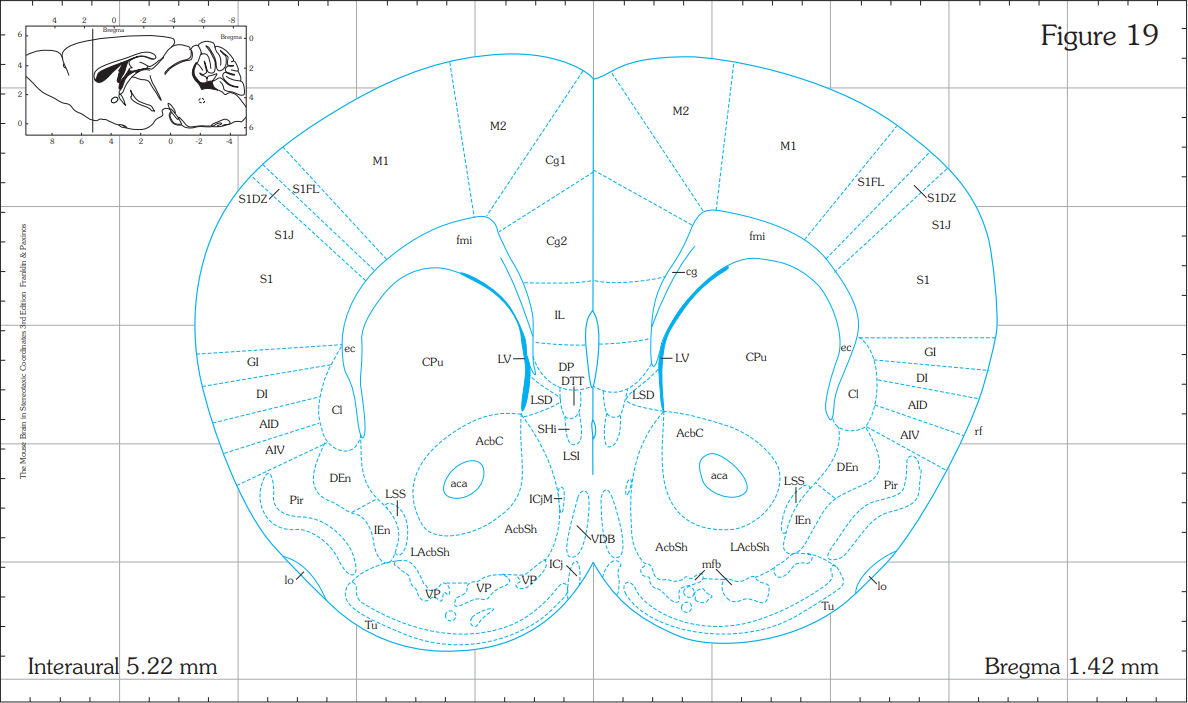 Figure 19
4 2 0 -2 -4 -6 -8
Bregma
Bregma
6
4
2
0
0
2
4
6
8 6 4 2 0 -2 -4
M2
M2
M1
Cg1
M1
S1DZ
S1FL
S1FL
S1DZ
S1J
S1J
fmi
Cg2
fmi
cg
S1
S1
IL
GI
ec
CPu
LV
DP
LV
CPu
ec
GI
DTT
DI
DI
Cl
LSD
LSD
Cl
AID
AID
SHi
AcbC
AcbC
rf
AIV
AIV
LSI
DEn
aca
aca
LSS
DEn
LSS
Pir
Pir
ICjM
IEn
AcbSh
VDB
IEn
LAcbSh
AcbSh
LAcbSh
ICj
mfb
lo
VP
VP
VP
lo
Tu
Tu
The Mouse Brain in Stereotaxic Coordinates 3rd Edition Franklin & Paxinos
Interaural 5.22 mm
Bregma 1.42 mm